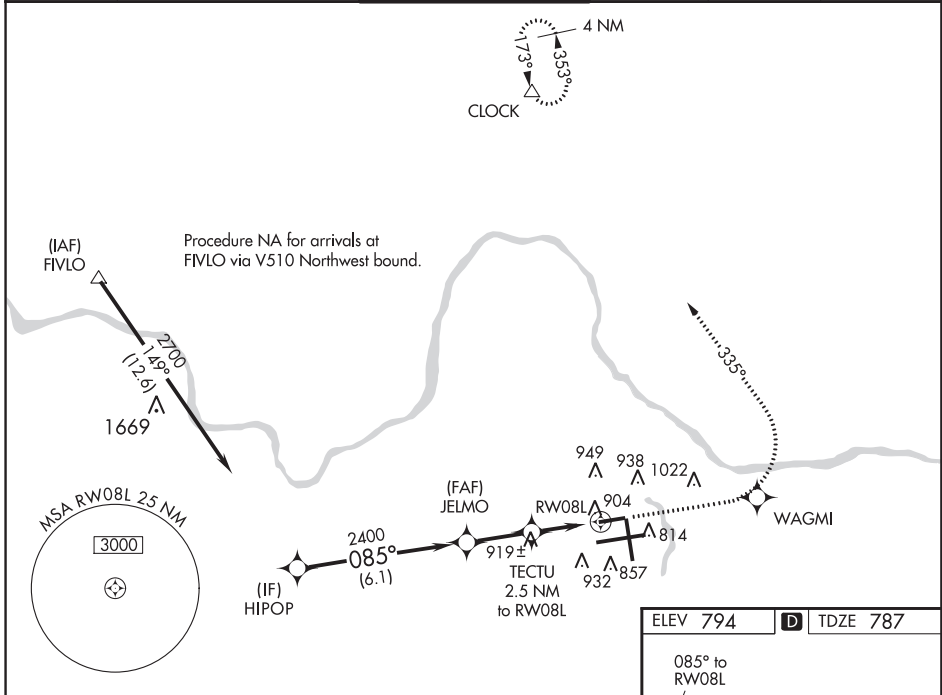 4 NM
173°
353°
CLOCK
(IAF)
FIVLO
Procedure NA for arrivals at
FIVLO via V510 Northwest bound.
2700
149°
(12.6)
1669
335°
949
938
1022
(FAF)
JELMO
RW08L
904
WAGMI
MSA RW08L 25 NM
3000
2400
085°
(6.1)
919±
814
(IF)
HIPOP
TECTU
2.5 NM
to RW08L
932
857
ELEV 794
D
TDZE 787
085° to
RW08L